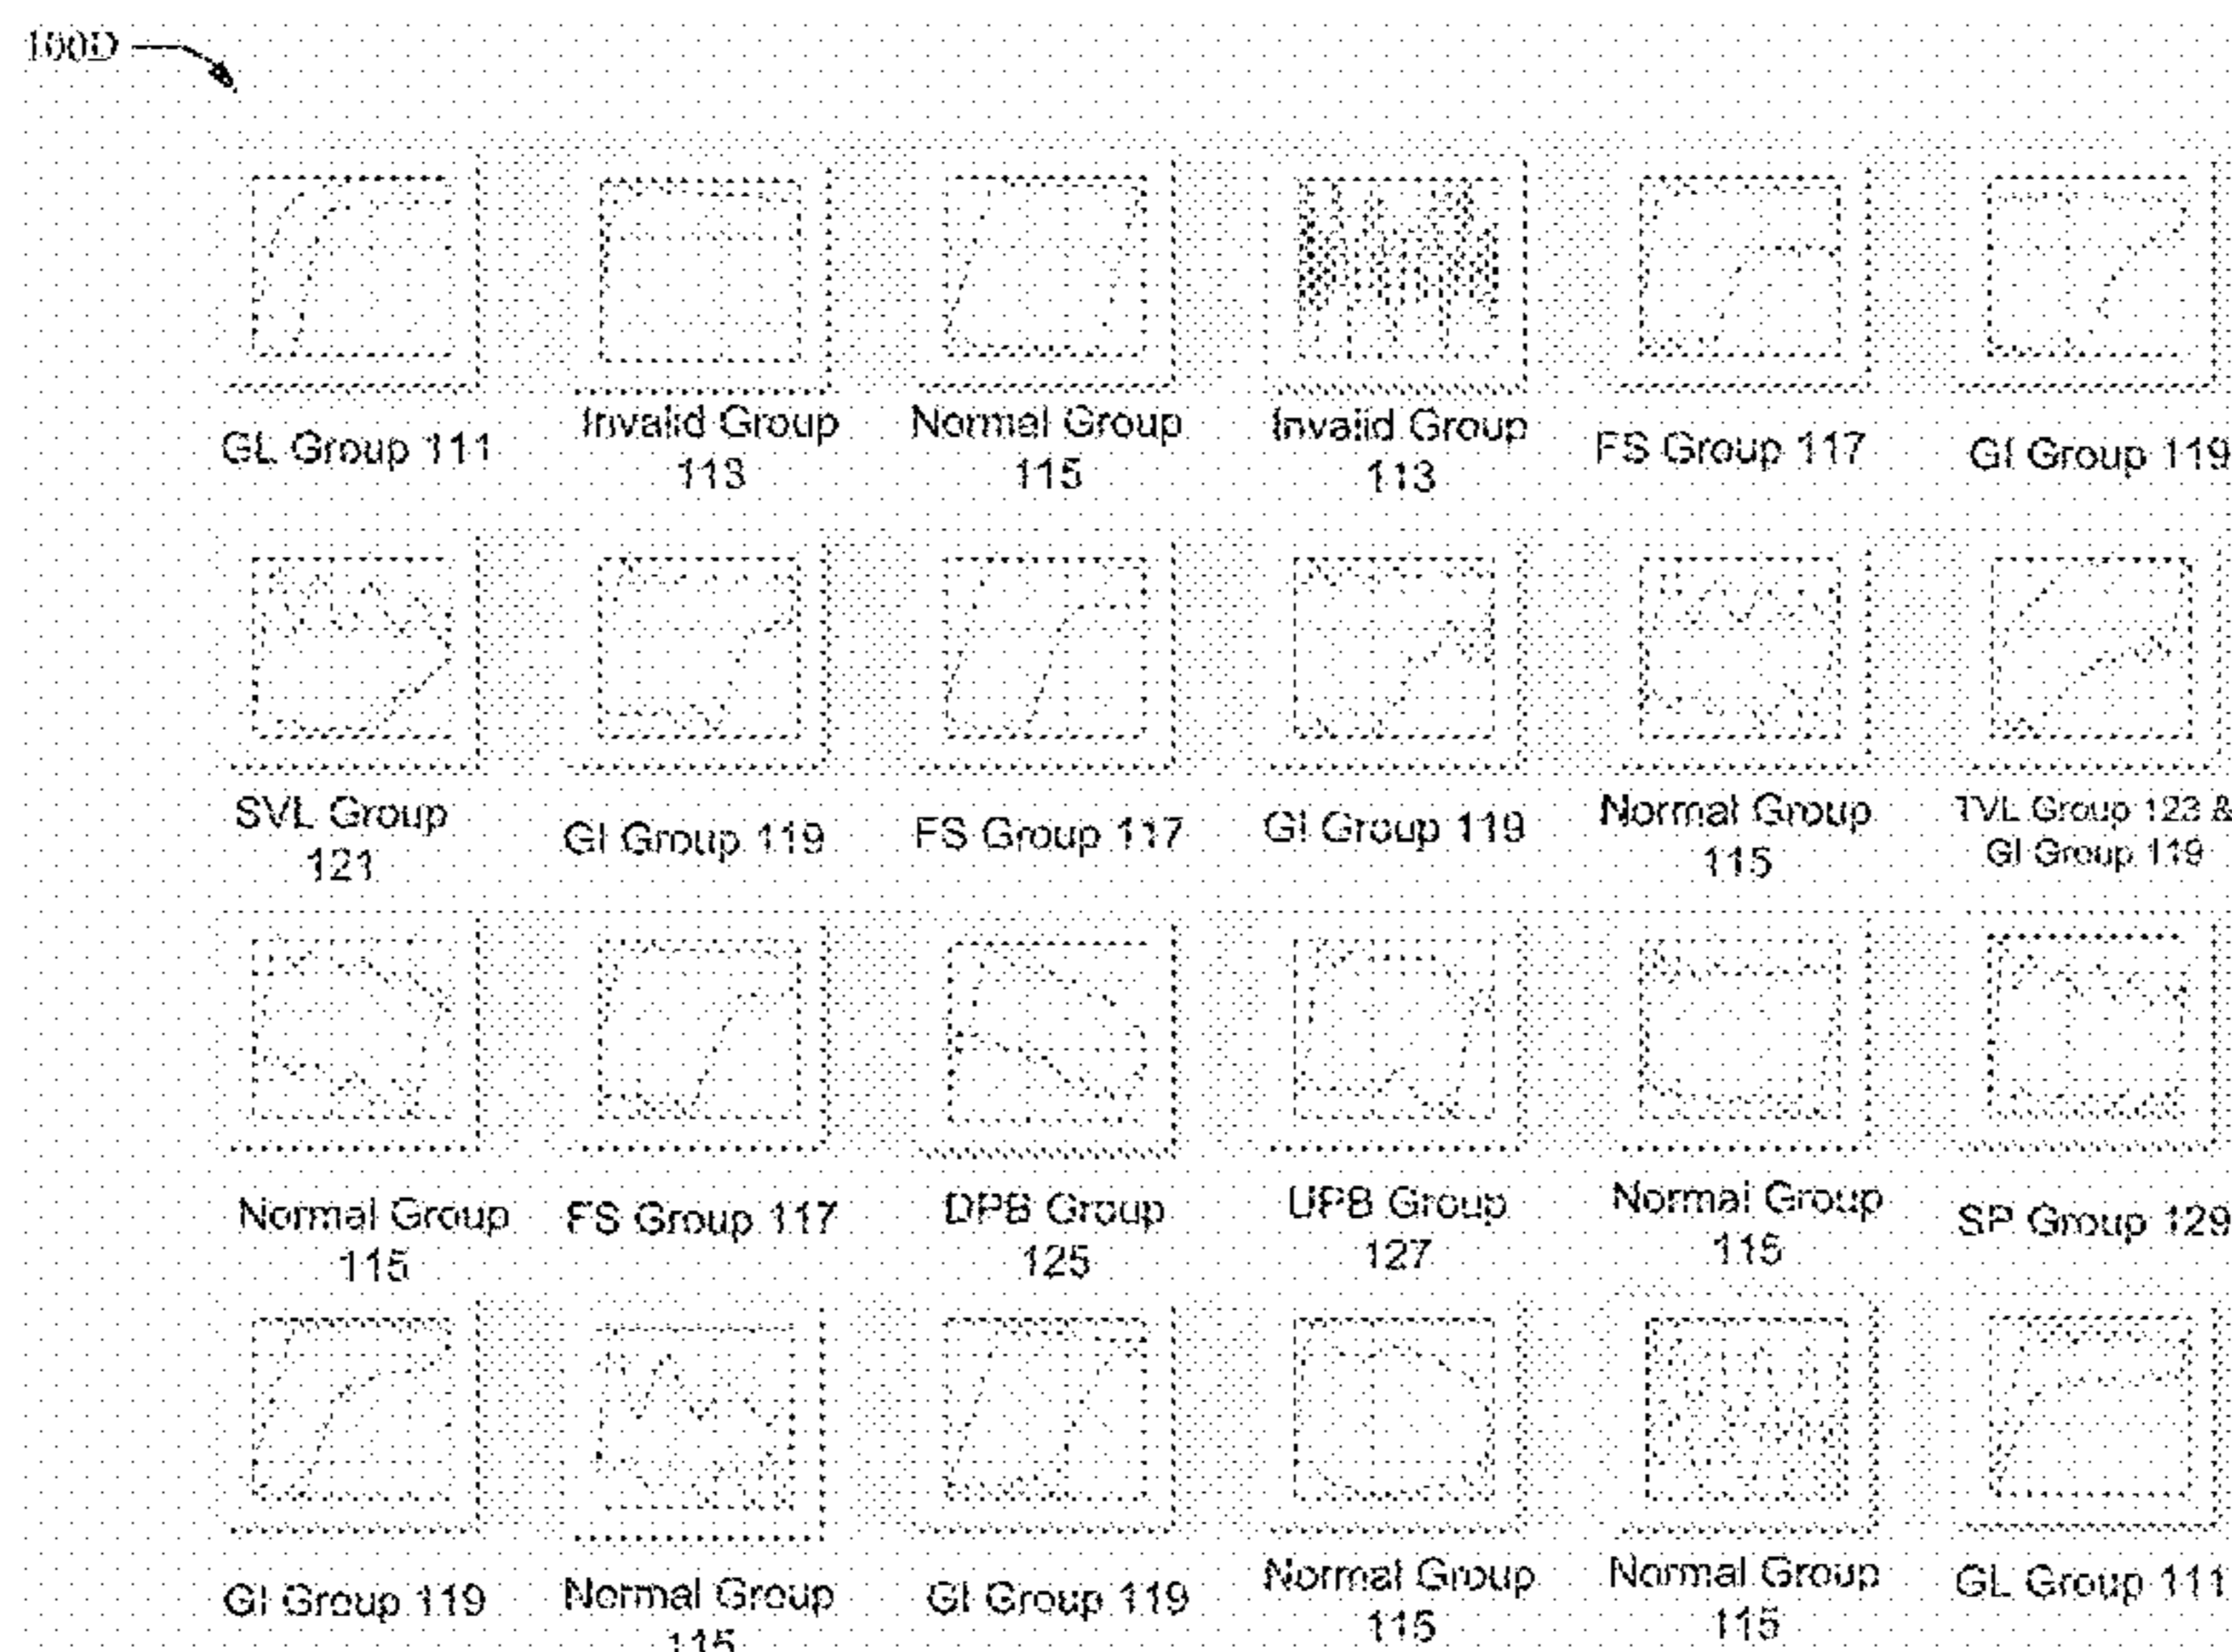 100D
GL Group 111
Invalid Group
113
Normal Group
115
Invalid Group
113
FS Group 117
GI Group 119
SVL Group
121
GI Group 119
FS Group 117
GI Group 119
Normal Group
115
TVL Group 123 &
GI Group 119
Normal Group
115
FS Group 117
DPB Group
125
UPB Group
127
Normal Group
115
SP Group 129
GI Group 119
Normal Group
115
GI Group 119
Normal Group
115
Normal Group
115
GL Group 111